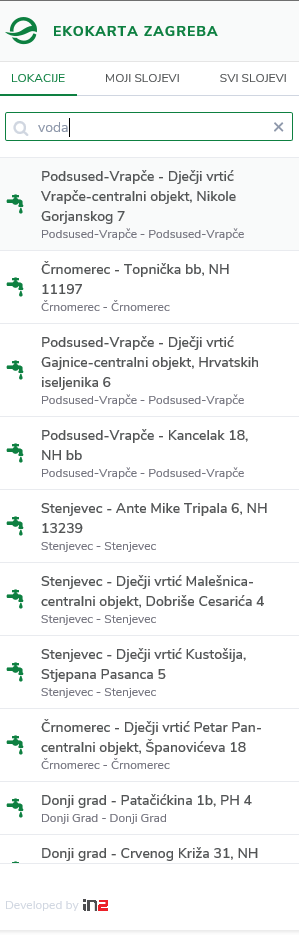 EKOKARTA ZAGREBA
LOKACIJE MOJI SLOJEVI SVI SLOJEVI
voda
Podsused-Vrapče - Dječji vrtić
Vrapče-centralni objekt, Nikole
Gorjanskog 7
Podsused-Vrapče - Podsused-Vrapče
Črnomerec - Topnička bb, NH
11197
Črnomerec - Črnomerec
Podsused-Vrapče - Dječji vrtić
Gajnice-centralni objekt, Hrvatskih
iseljenika 6
Podsused-Vrapče - Podsused-Vrapče
Podsused-Vrapče - Kancelak 18,
NH bb
Podsused-Vrapče - Podsused-Vrapče
Stenjevec - Ante Mike Tripala 6, NH
13239
Stenjevec - Stenjevec
Stenjevec - Dječji vrtić Malešnica-
centralni objekt, Dobriše Cesarića 4
Stenjevec - Stenjevec
Stenjevec - Dječji vrtić Kustošija,
Stjepana Pasanca 5
Stenjevec - Stenjevec
Črnomerec - Dječji vrtić Petar Pan-
centralni objekt, Španovićeva 18
Črnomerec - Črnomerec
Donji grad - Patačićkina 1b, PH 4
Donji Grad - Donji Grad
Donji grad - Crvenog Križa 31, NH
Developed by in2